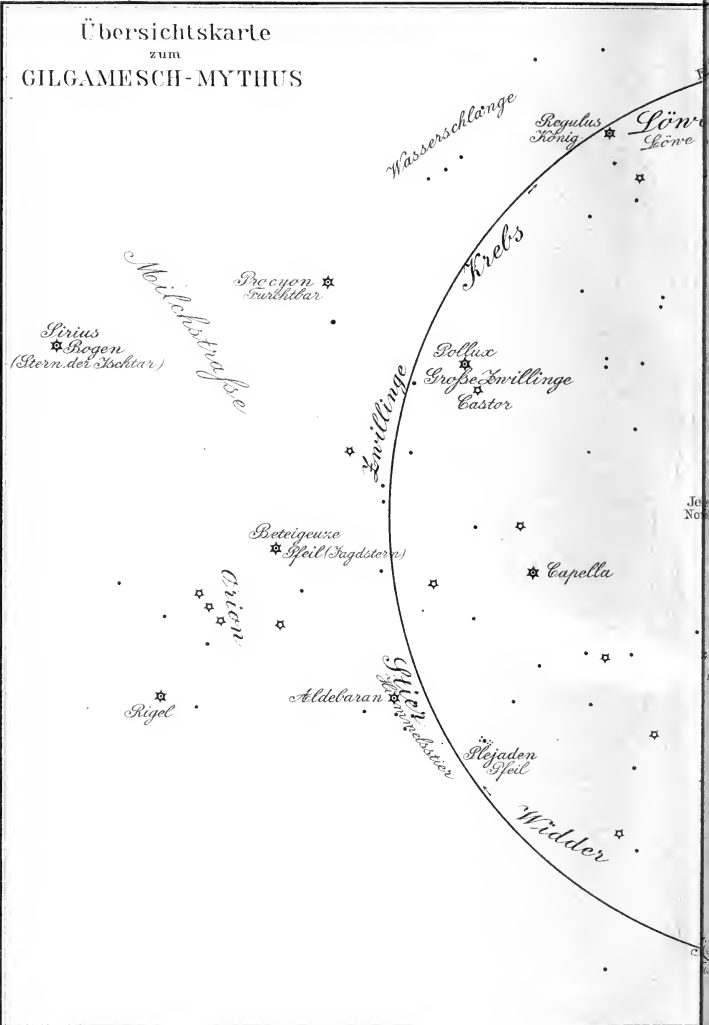 Übersichtskarte
zum
GILGAMESCH-MYTHUS
Wasserschlange
Regulus
König
Löwe
Krebs
Milchstraße
Procyon
Furchtbar
Sirius
Bogen
(Stern der Ischtar)
Pollux
Große Zwillinge
Castor
Zwillinge
Beteigeuze
Pfeil (Jagdstern)
Orion
Capella
Rigel
Aldebaran
Stier
Himmelsstier
Plejaden
Pfeil
Widder